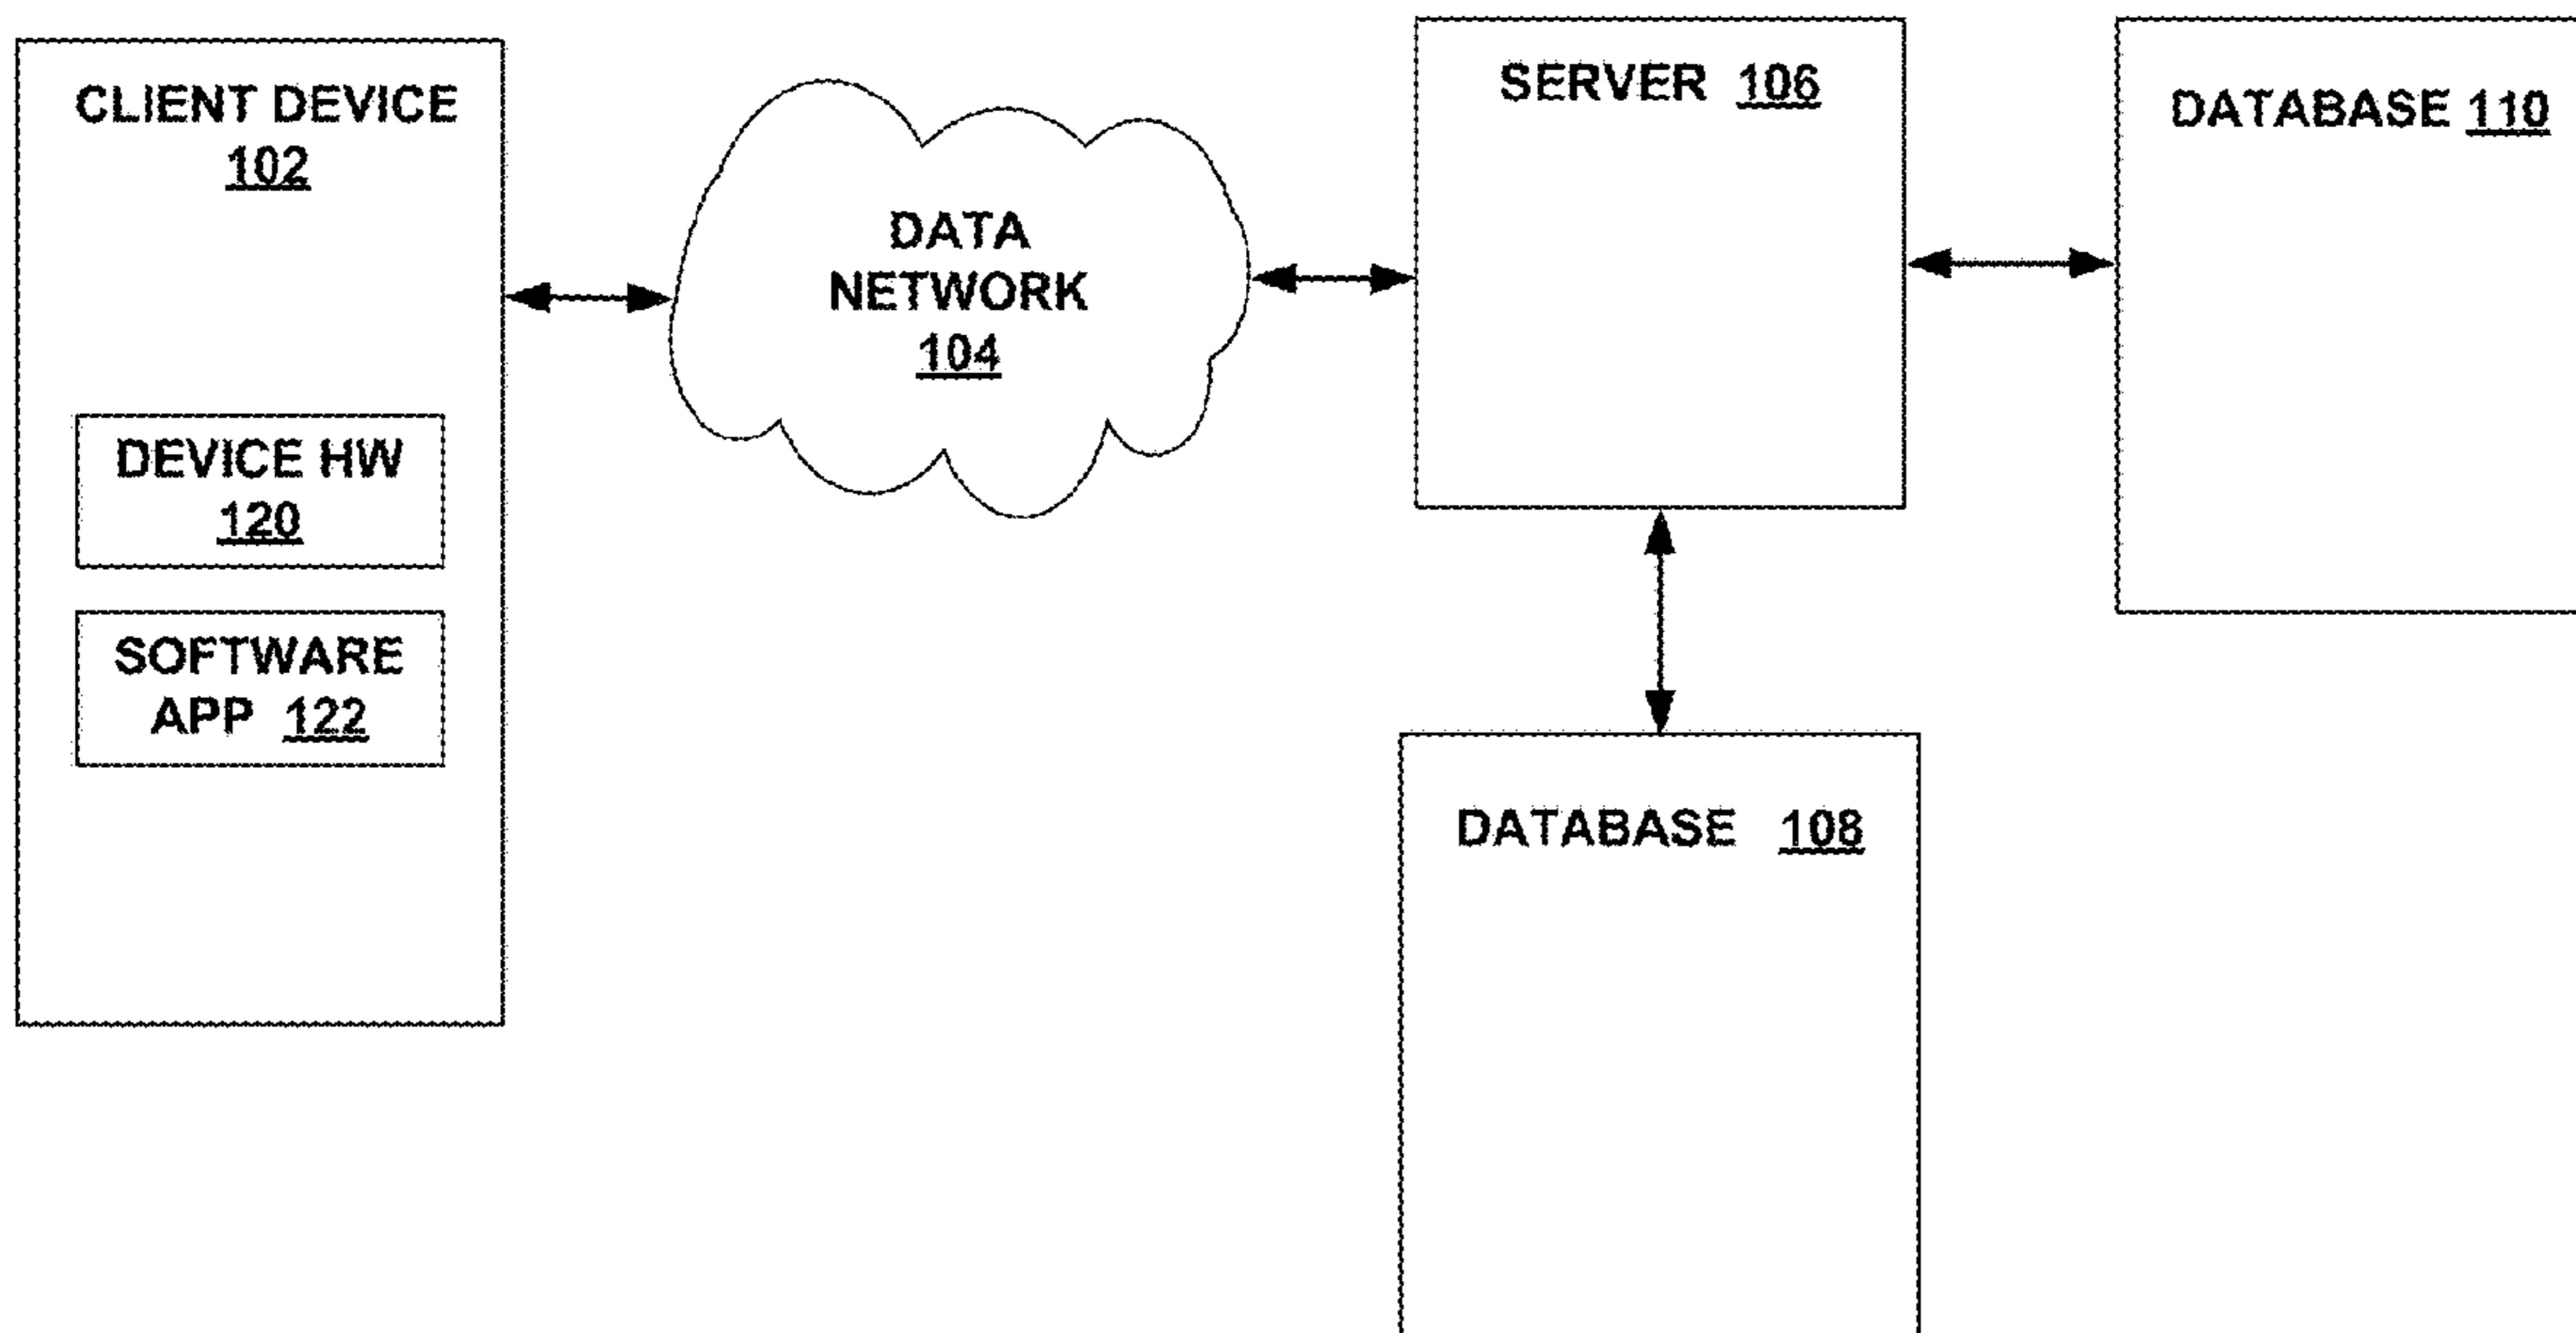 CLIENT DEVICE
102
DEVICE HW
120
SOFTWARE
APP 122
DATA
NETWORK
104
SERVER 106
DATABASE 110
DATABASE 108